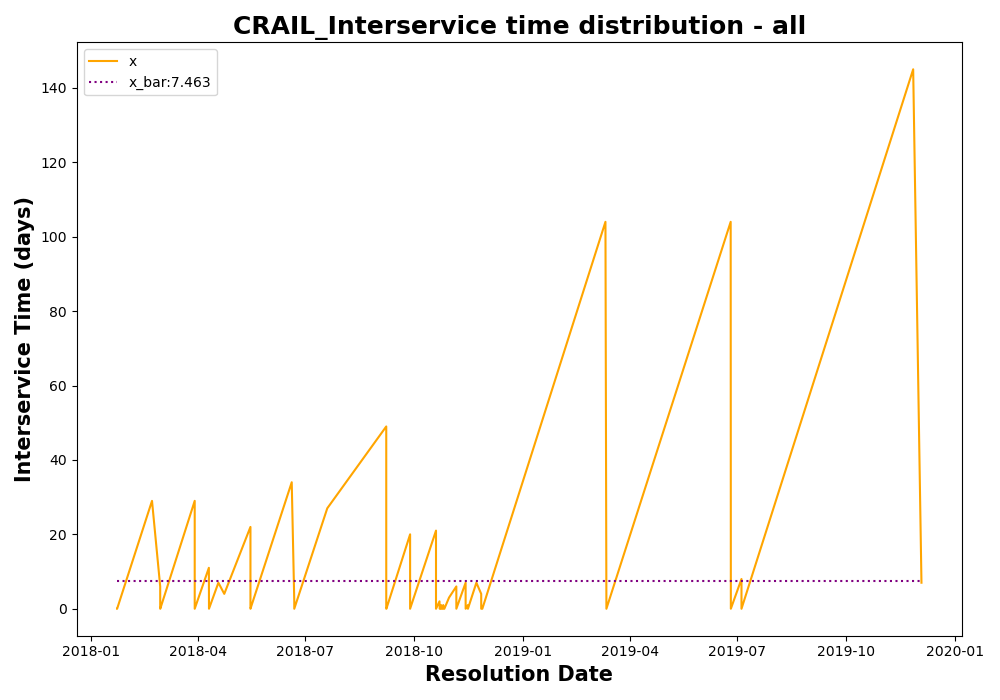 CRAIL_Interservice time distribution - all
x
x_bar:7.463
Interservice Time (days)
140
120
100
80
60
40
20
0
2018-01 2018-04 2018-07 2018-10 2019-01 2019-04 2019-07 2019-10 2020-01
Resolution Date